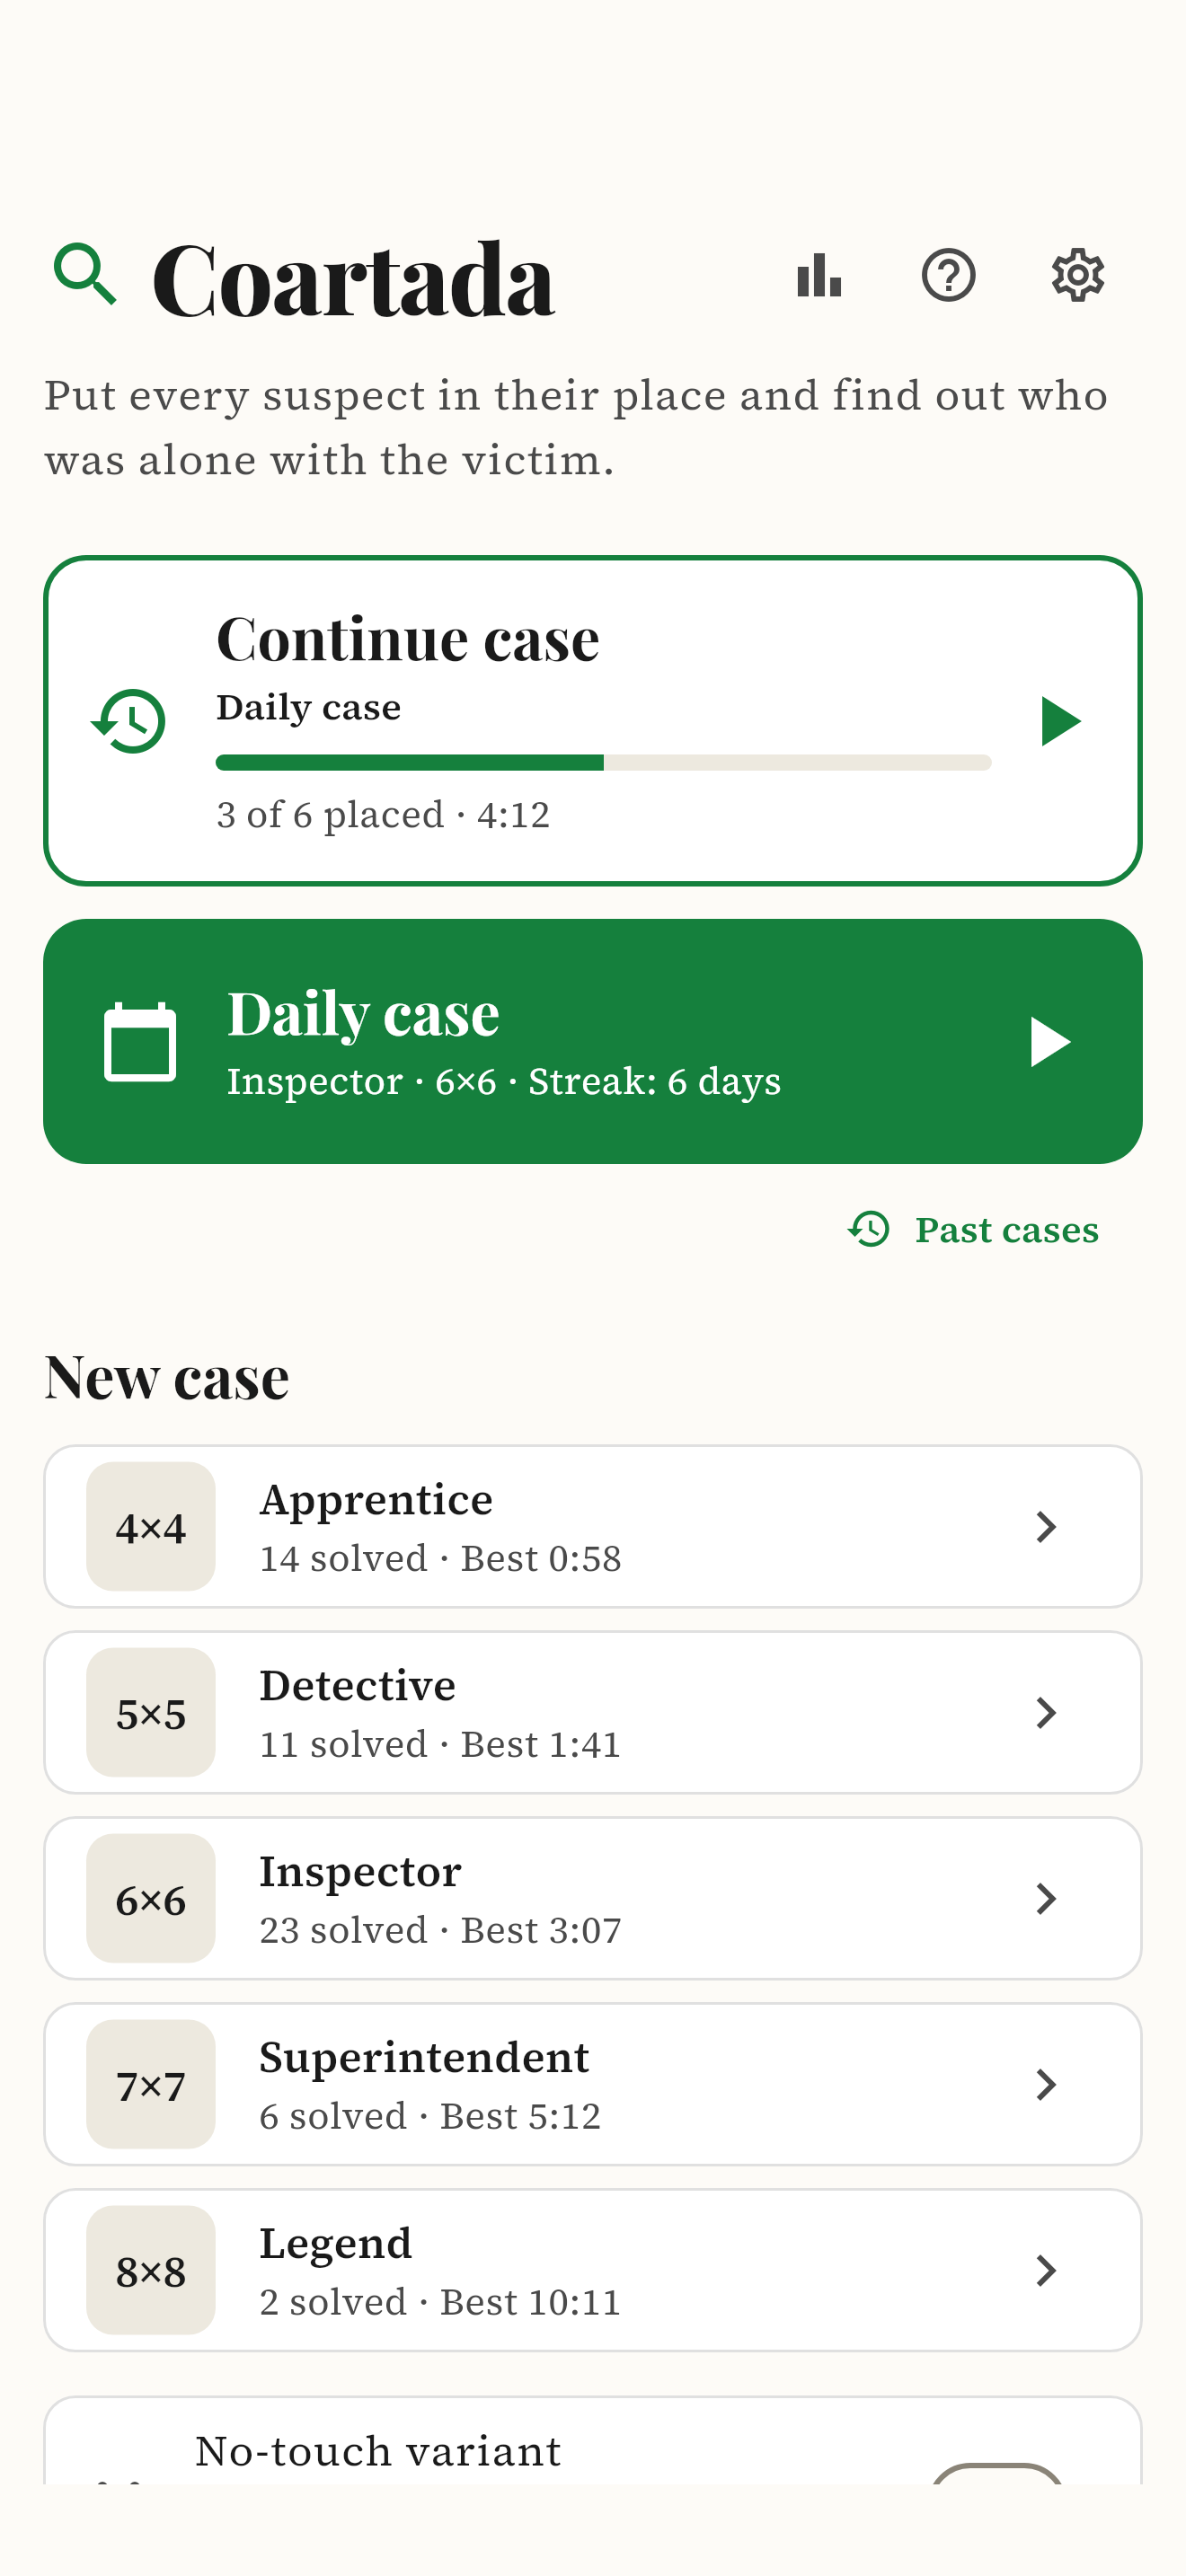 Coartada
Put every suspect in their place and find out who
was alone with the victim.
Continue case
Daily case
3 of 6 placed · 4:12
Daily case
Inspector · 6×6 · Streak: 6 days
Past cases
New case
4×4
Apprentice
14 solved · Best 0:58
5×5
Detective
11 solved · Best 1:41
6×6
Inspector
23 solved · Best 3:07
7×7
Superintendent
6 solved · Best 5:12
8×8
Legend
2 solved · Best 10:11
No-touch variant